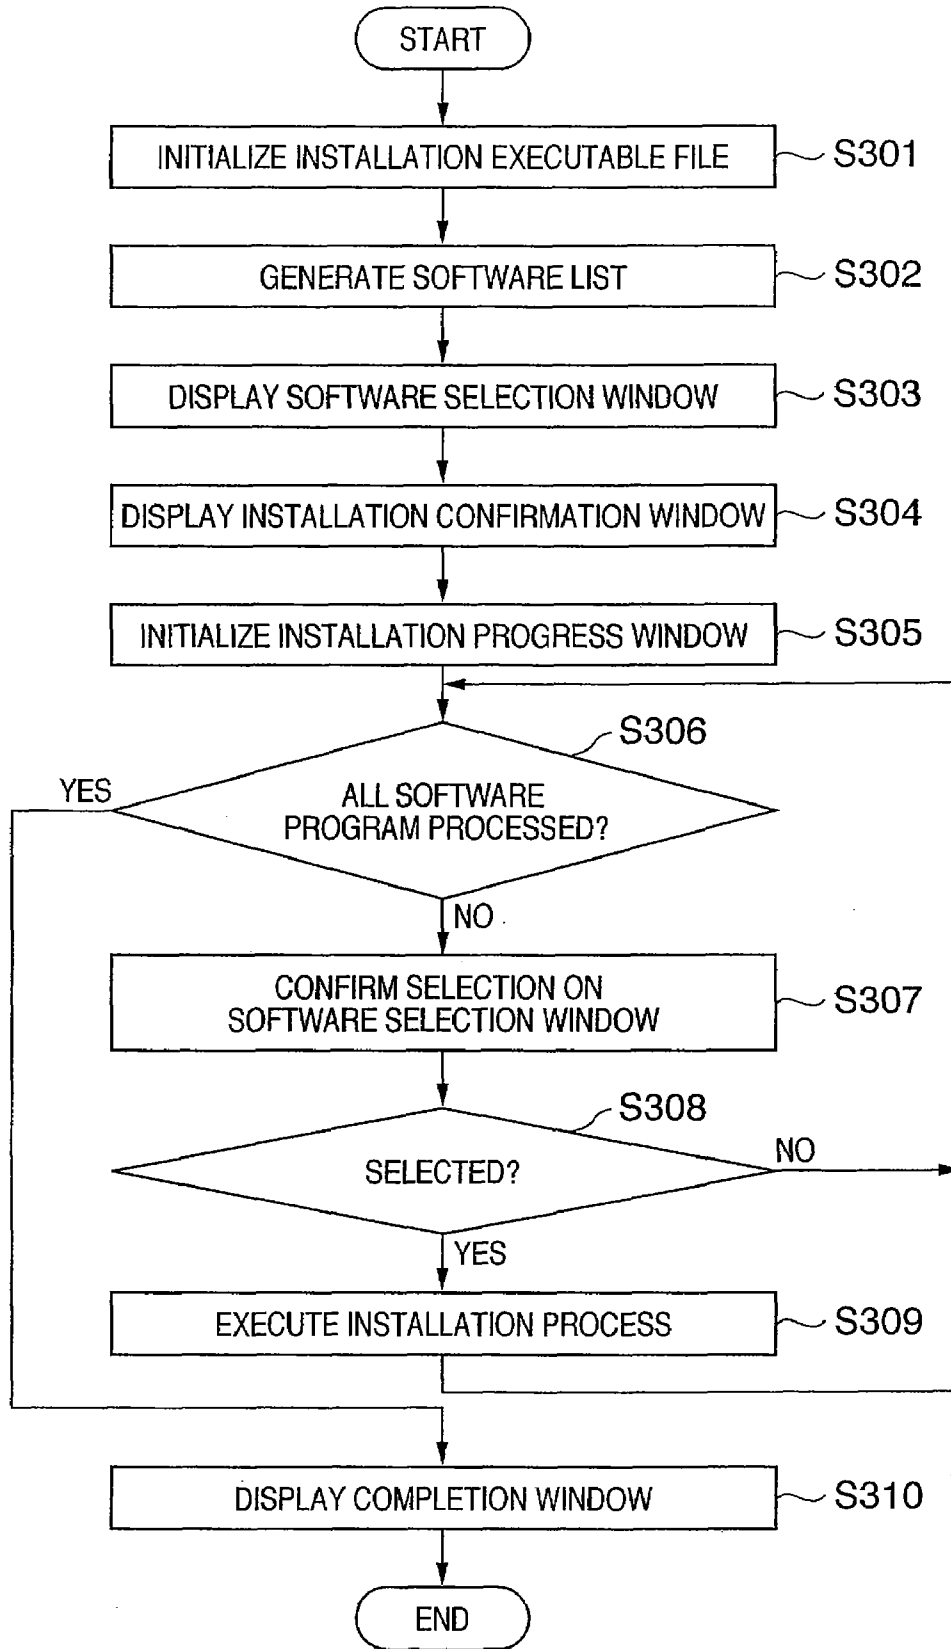 START
INITIALIZE INSTALLATION EXECUTABLE FILE
S301
GENERATE SOFTWARE LIST
S302
DISPLAY SOFTWARE SELECTION WINDOW
S303
DISPLAY INSTALLATION CONFIRMATION WINDOW
S304
INITIALIZE INSTALLATION PROGRESS WINDOW
S305
S306
YES
ALL SOFTWARE
PROGRAM PROCESSED?
NO
CONFIRM SELECTION ON
SOFTWARE SELECTION WINDOW
S307
S308
SELECTED?
NO
YES
EXECUTE INSTALLATION PROCESS
S309
DISPLAY COMPLETION WINDOW
S310
END